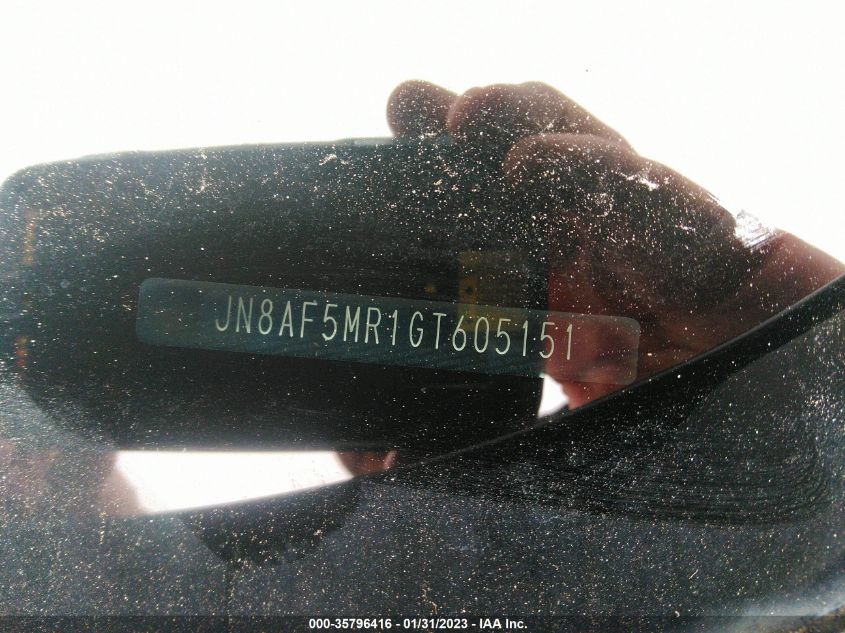 JN8AF5MR1GT605151
000-35796416 - 01/31/2023 - IAA Inc.